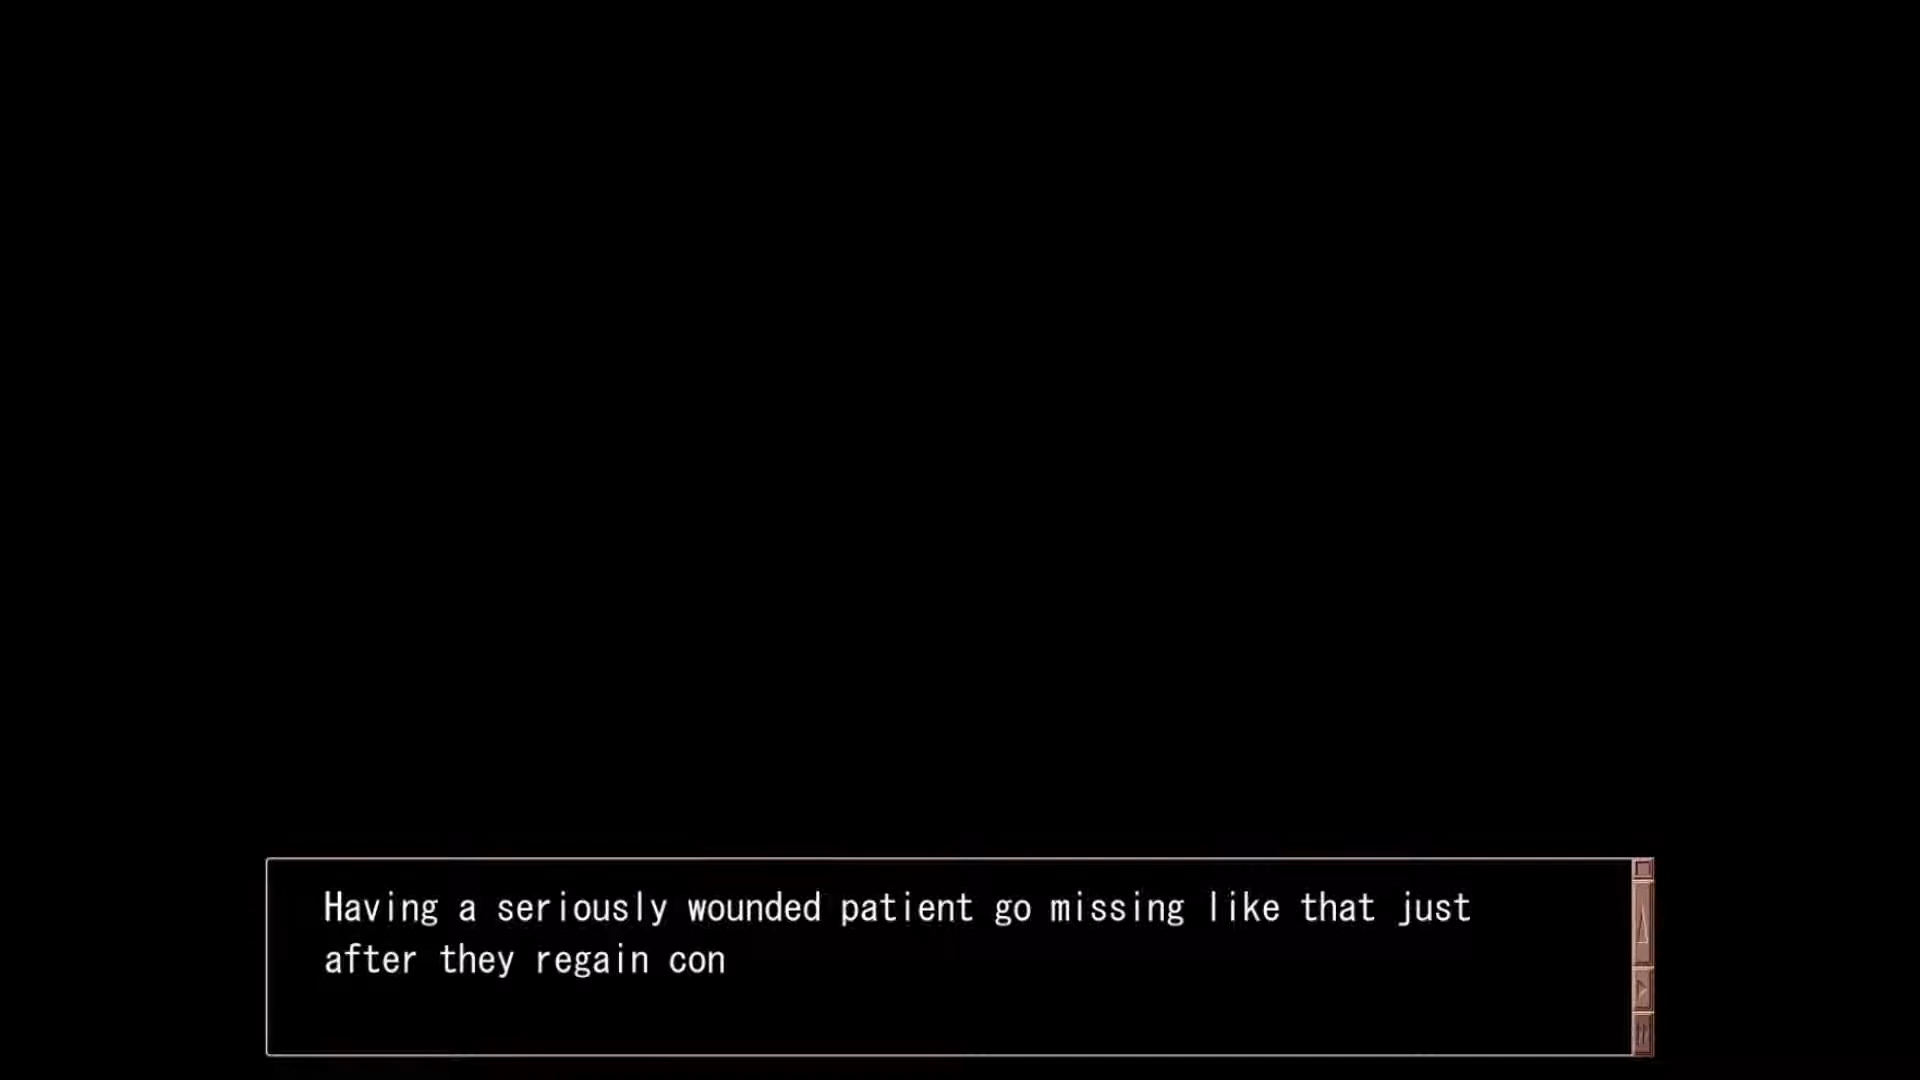 Having a seriously wounded patient go missing like that just
after they regain con